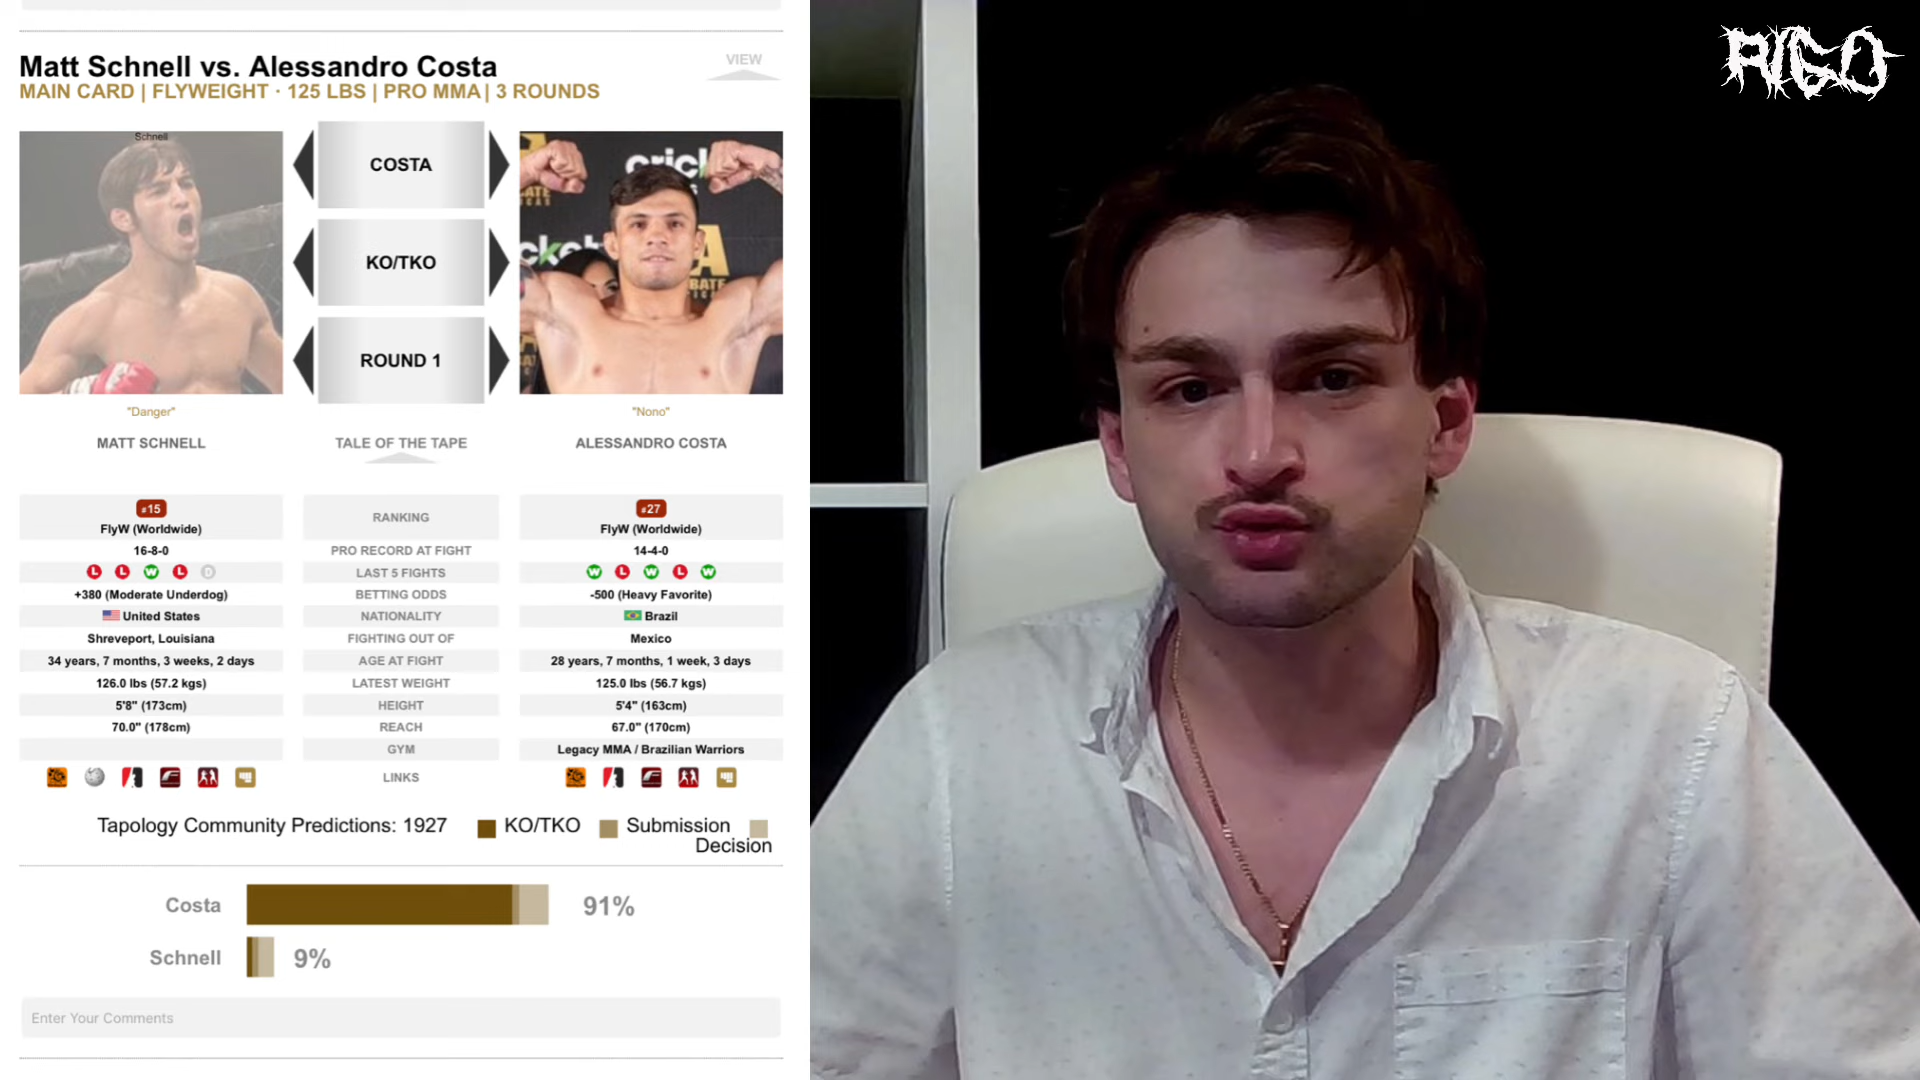 VIEW
Matt Schnell vs. Alessandro Costa
MAIN CARD | FLYWEIGHT · 125 LBS | PRO MMA | 3 ROUNDS
Schnell
COSTA
KO/TKO
ROUND 1
"Danger"
"Nono"
MATT SCHNELL
TALE OF THE TAPE
ALESSANDRO COSTA
#15
FlyW (Worldwide)
RANKING
#27
FlyW (Worldwide)
16-8-0
PRO RECORD AT FIGHT
14-4-0
L L W L D
LAST 5 FIGHTS
W L W L W
+380 (Moderate Underdog)
BETTING ODDS
-500 (Heavy Favorite)
United States
NATIONALITY
Brazil
Shreveport, Louisiana
FIGHTING OUT OF
Mexico
34 years, 7 months, 3 weeks, 2 days
AGE AT FIGHT
28 years, 7 months, 1 week, 3 days
126.0 lbs (57.2 kgs)
LATEST WEIGHT
125.0 lbs (56.7 kgs)
5'8" (173cm)
HEIGHT
5'4" (163cm)
70.0" (178cm)
REACH
67.0" (170cm)
GYM
Legacy MMA / Brazilian Warriors
LINKS
Tapology Community Predictions: 1927
KO/TKO
Submission
Decision
Costa
91%
Schnell
9%
Enter Your Comments
RIGO